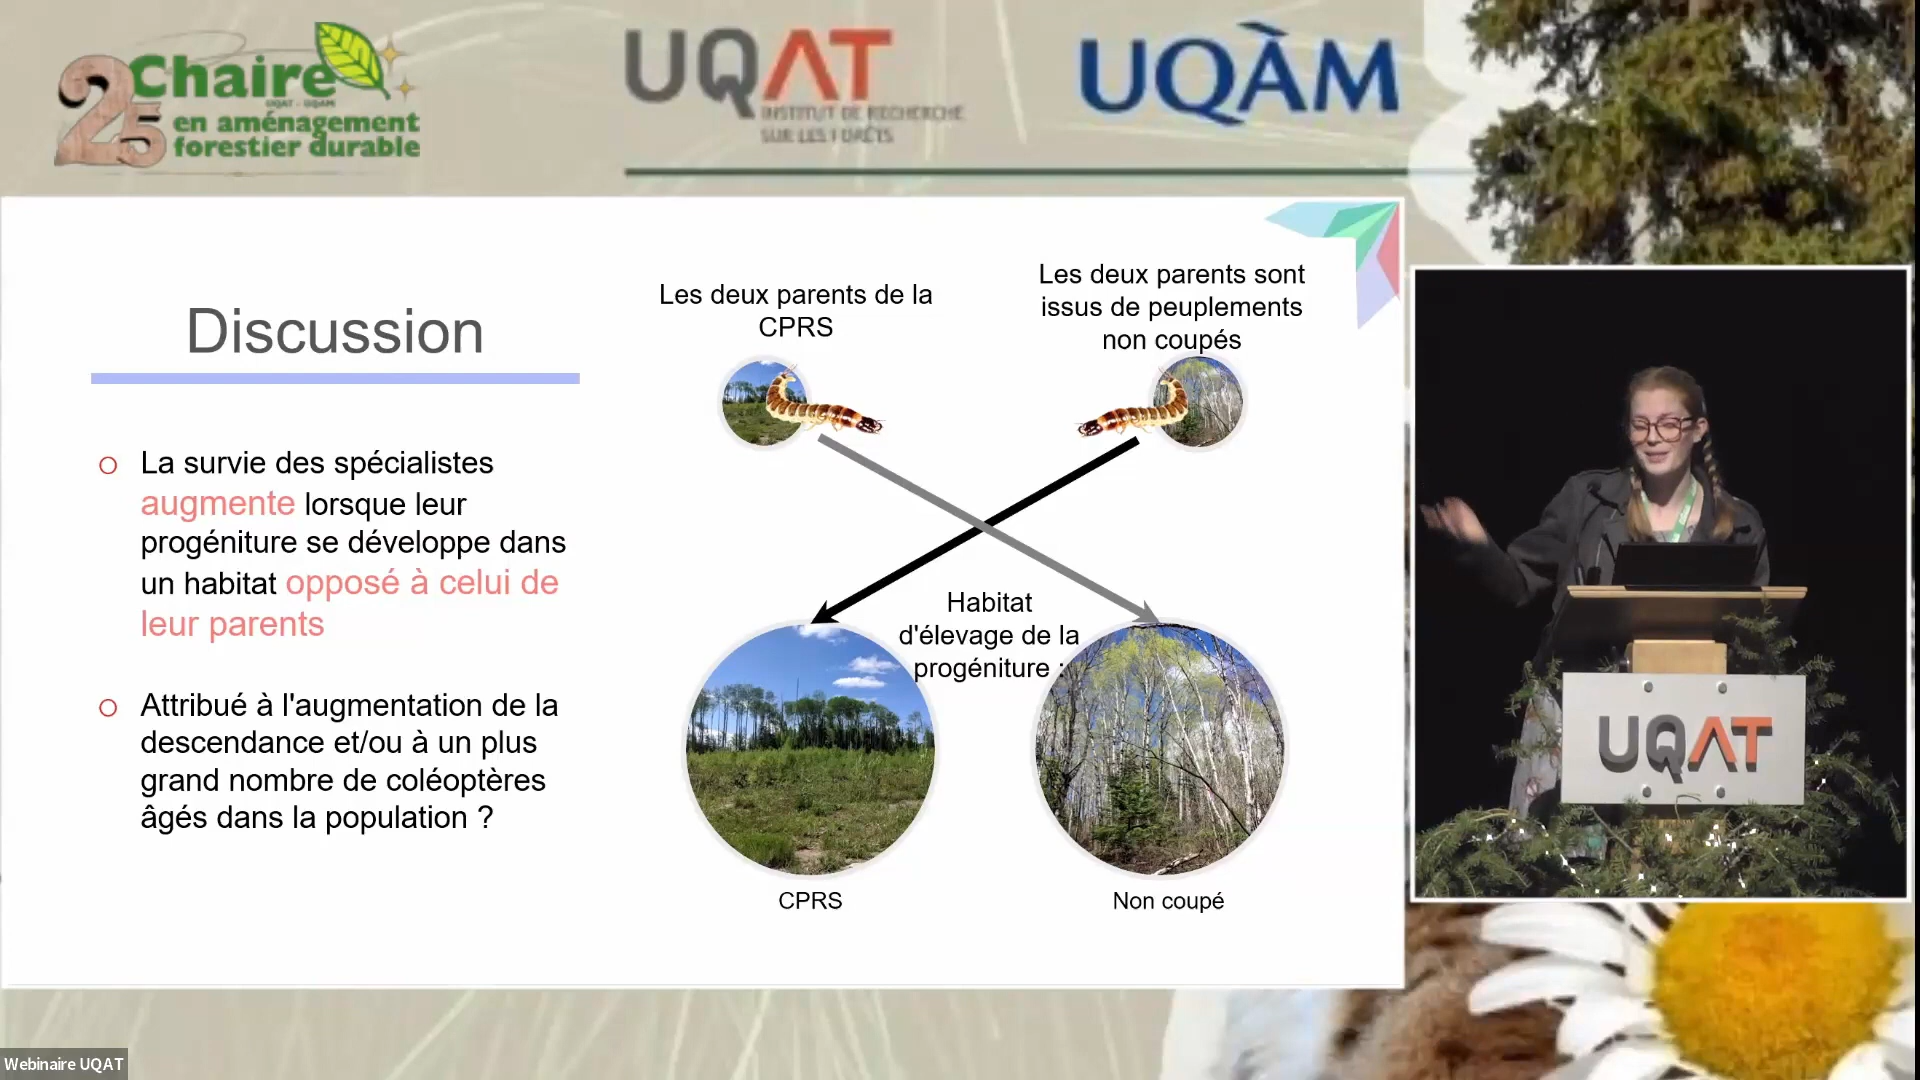 25 Chaire
UQAT - UQAM
en aménagement
forestier durable
UQAT
INSTITUT DE RECHERCHE
SUR LES FORÊTS
UQÀM
Discussion
La survie des spécialistes
augmente lorsque leur
progéniture se développe dans
un habitat opposé à celui de
leur parents
Attribué à l'augmentation de la
descendance et/ou à un plus
grand nombre de coléoptères
âgés dans la population ?
Les deux parents de la
CPRS
Les deux parents sont
issus de peuplements
non coupés
Habitat
d'élevage de la
progéniture :
CPRS
Non coupé
UQAT
Webinaire UQAT